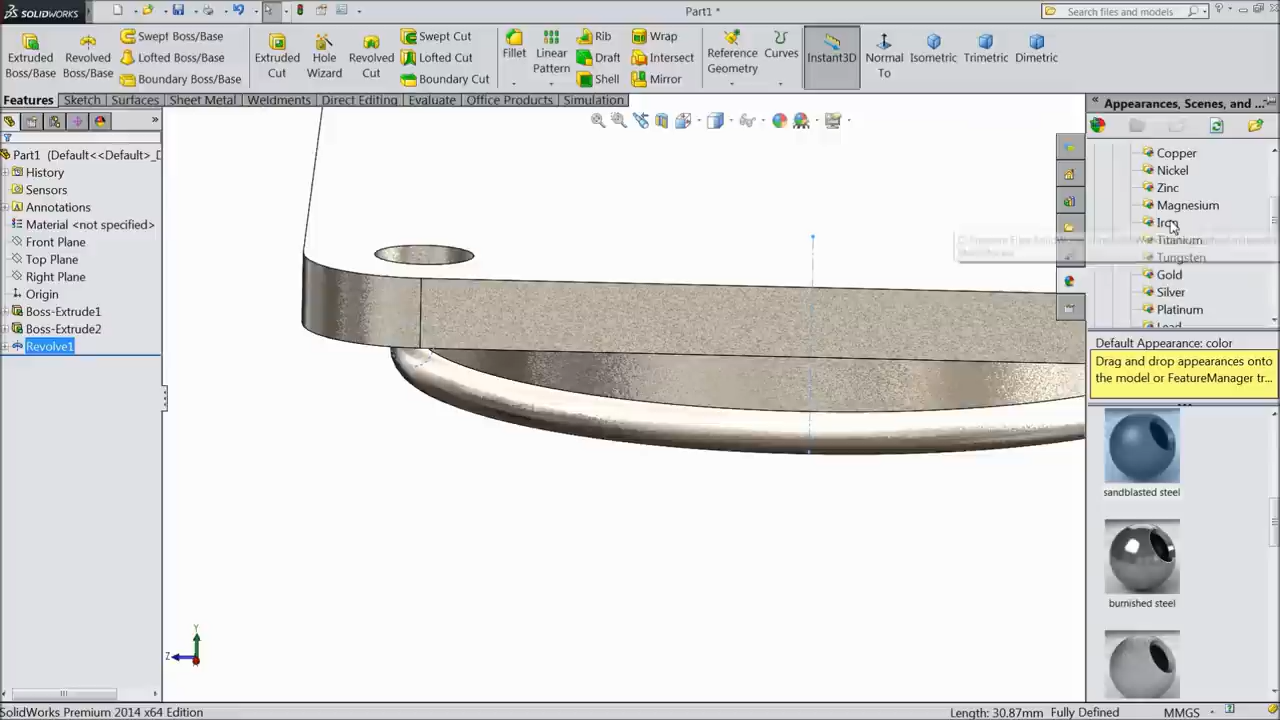 SOLIDWORKS
Part1 *
Search files and models
Extruded Boss/Base
Revolved Boss/Base
Swept Boss/Base
Lofted Boss/Base
Boundary Boss/Base
Extruded Cut
Hole Wizard
Revolved Cut
Swept Cut
Lofted Cut
Boundary Cut
Fillet
Linear Pattern
Rib
Draft
Shell
Wrap
Intersect
Mirror
Reference Geometry
Curves
Instant3D
Normal To
Isometric
Trimetric
Dimetric
Features
Sketch
Surfaces
Sheet Metal
Weldments
Direct Editing
Evaluate
Office Products
Simulation
Part1 (Default<<Default>_D
History
Sensors
Annotations
Material <not specified>
Front Plane
Top Plane
Right Plane
Origin
Boss-Extrude1
Boss-Extrude2
Revolve1
Appearances, Scenes, and ...
Copper
Nickel
Zinc
Magnesium
Iron
Titanium
Tungsten
Gold
Silver
Platinum
Lead
Default Appearance: color
Drag and drop appearances onto
the model or FeatureManager tr...
sandblasted steel
burnished steel
Z
Y
SolidWorks Premium 2014 x64 Edition
Length: 30.87mm
Fully Defined
MMGS